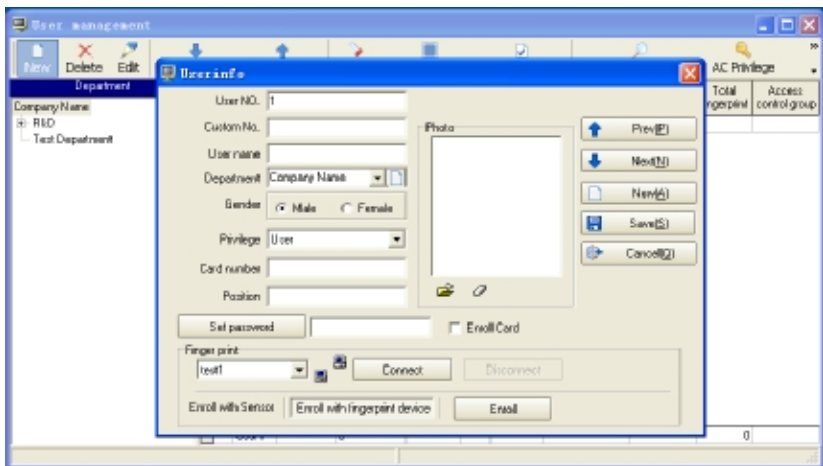 User management
New Delete Edit AC Privilege
Department
Company Name
R&D
Test Department
Total
Access
control group
Userinfo
User NO. 1
Custom No.
User name
Department Company Name
Gender Male Female
Privilege User
Card number
Position
Photo
Prev(P)
Next(N)
New(A)
Save(S)
Cancel(Q)
Set password
Enroll Card
Finger print
test1 Connect Disconnect
Enroll with Sensor Enroll with fingerprint device Enroll
0